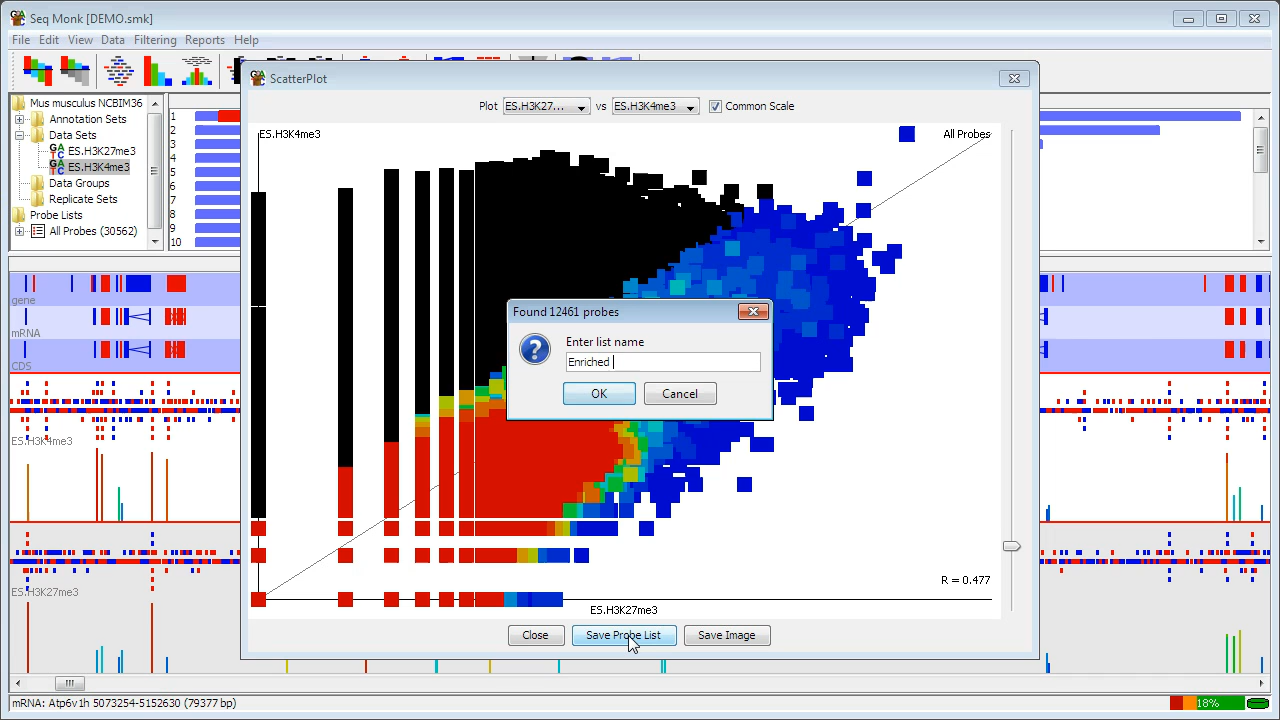 Seq Monk [DEMO.smk]
File Edit View Data Filtering Reports Help
ScatterPlot
Plot ES.H3K27... vs ES.H3K4me3 Common Scale
Mus musculus NCBIM36
Annotation Sets
Data Sets
ES.H3K27me3
ES.H3K4me3
Data Groups
Replicate Sets
Probe Lists
All Probes (30562)
1
2
3
4
5
6
7
8
9
10
ES.H3K4me3
All Probes
R = 0.477
ES.H3K27me3
Found 12461 probes
Enter list name
Enriched
OK Cancel
Close Save Probe List Save Image
gene
mRNA
CDS
ES.H3K4me3
ES.H3K27me3
mRNA: Atp6v1h 5073254-5152630 (79377 bp)
18%